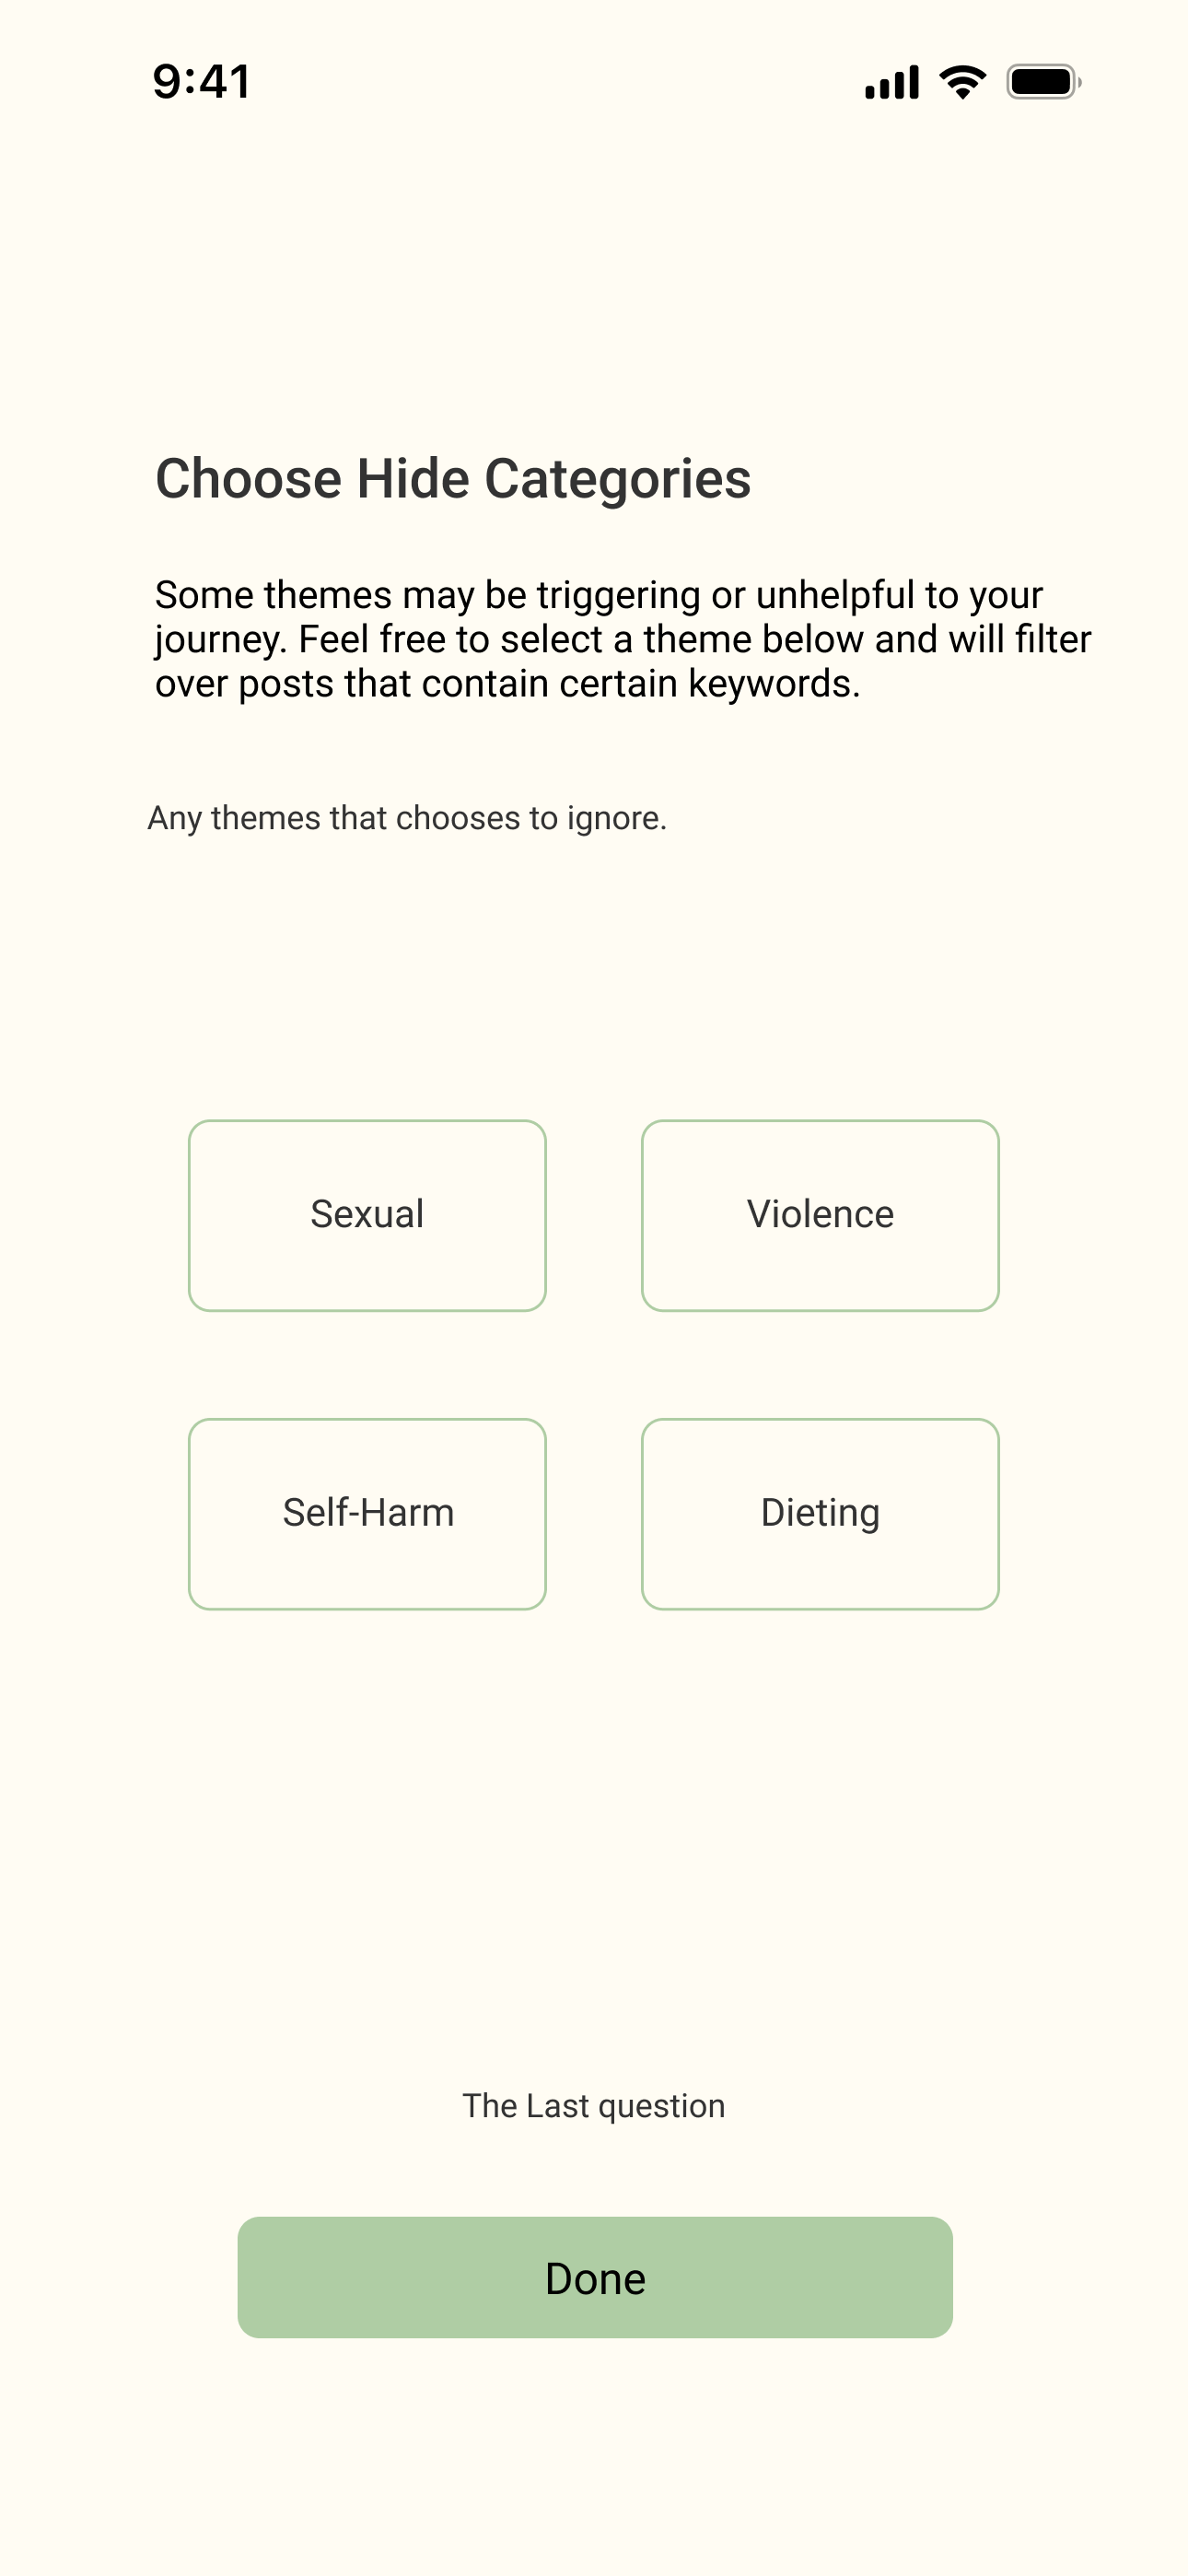 9:41
Choose Hide Categories
Some themes may be triggering or unhelpful to your
journey. Feel free to select a theme below and will filter
over posts that contain certain keywords.
Any themes that chooses to ignore.
Sexual
Violence
Self-Harm
Dieting
The Last question
Done